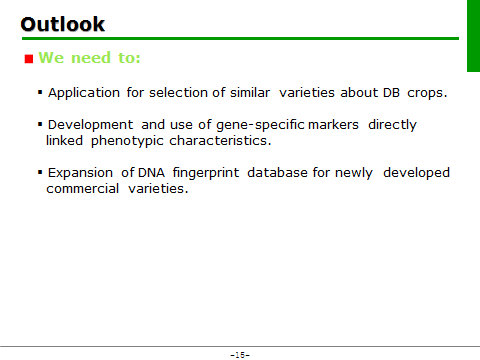 Outlook
We need to:
▪ Application for selection of similar varieties about DB crops.
▪ Development and use of gene-specific markers directly
linked phenotypic characteristics.
▪ Expansion of DNA fingerprint database for newly developed
commercial varieties.
-15-